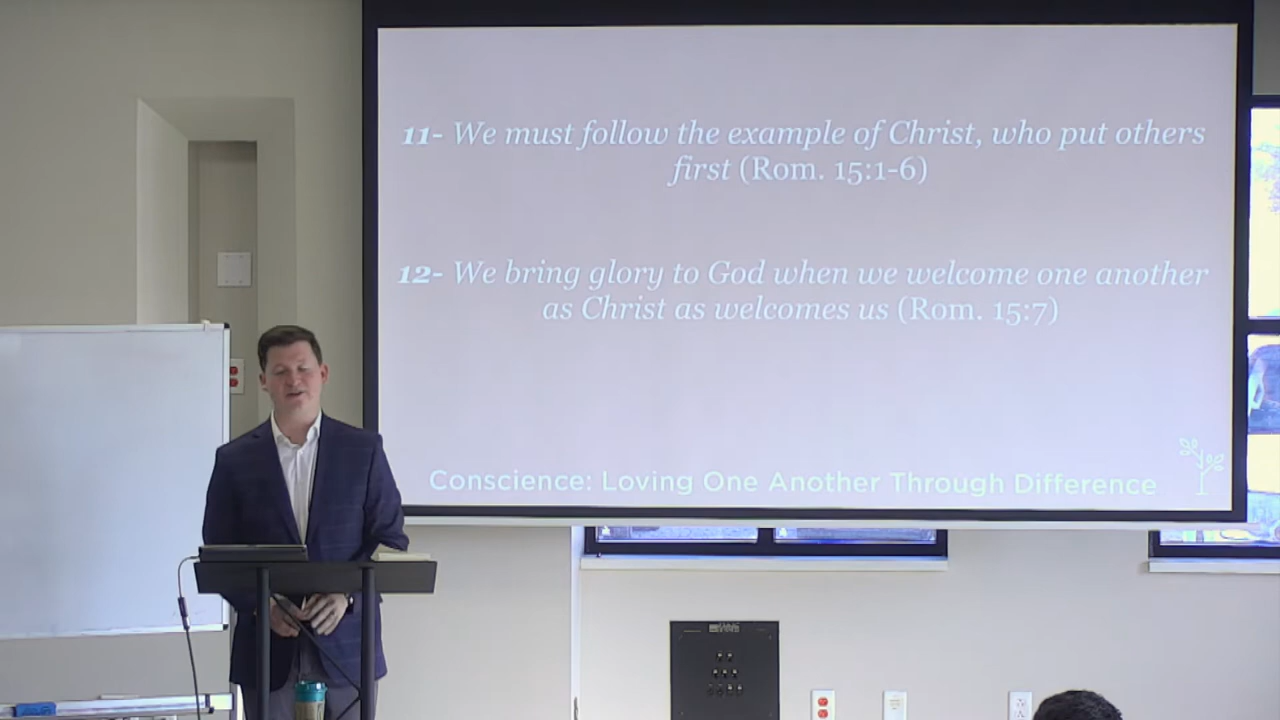 11- We must follow the example of Christ, who put others
first (Rom. 15:1-6)
12- We bring glory to God when we welcome one another
as Christ as welcomes us (Rom. 15:7)
Conscience: Loving One Another Through Difference